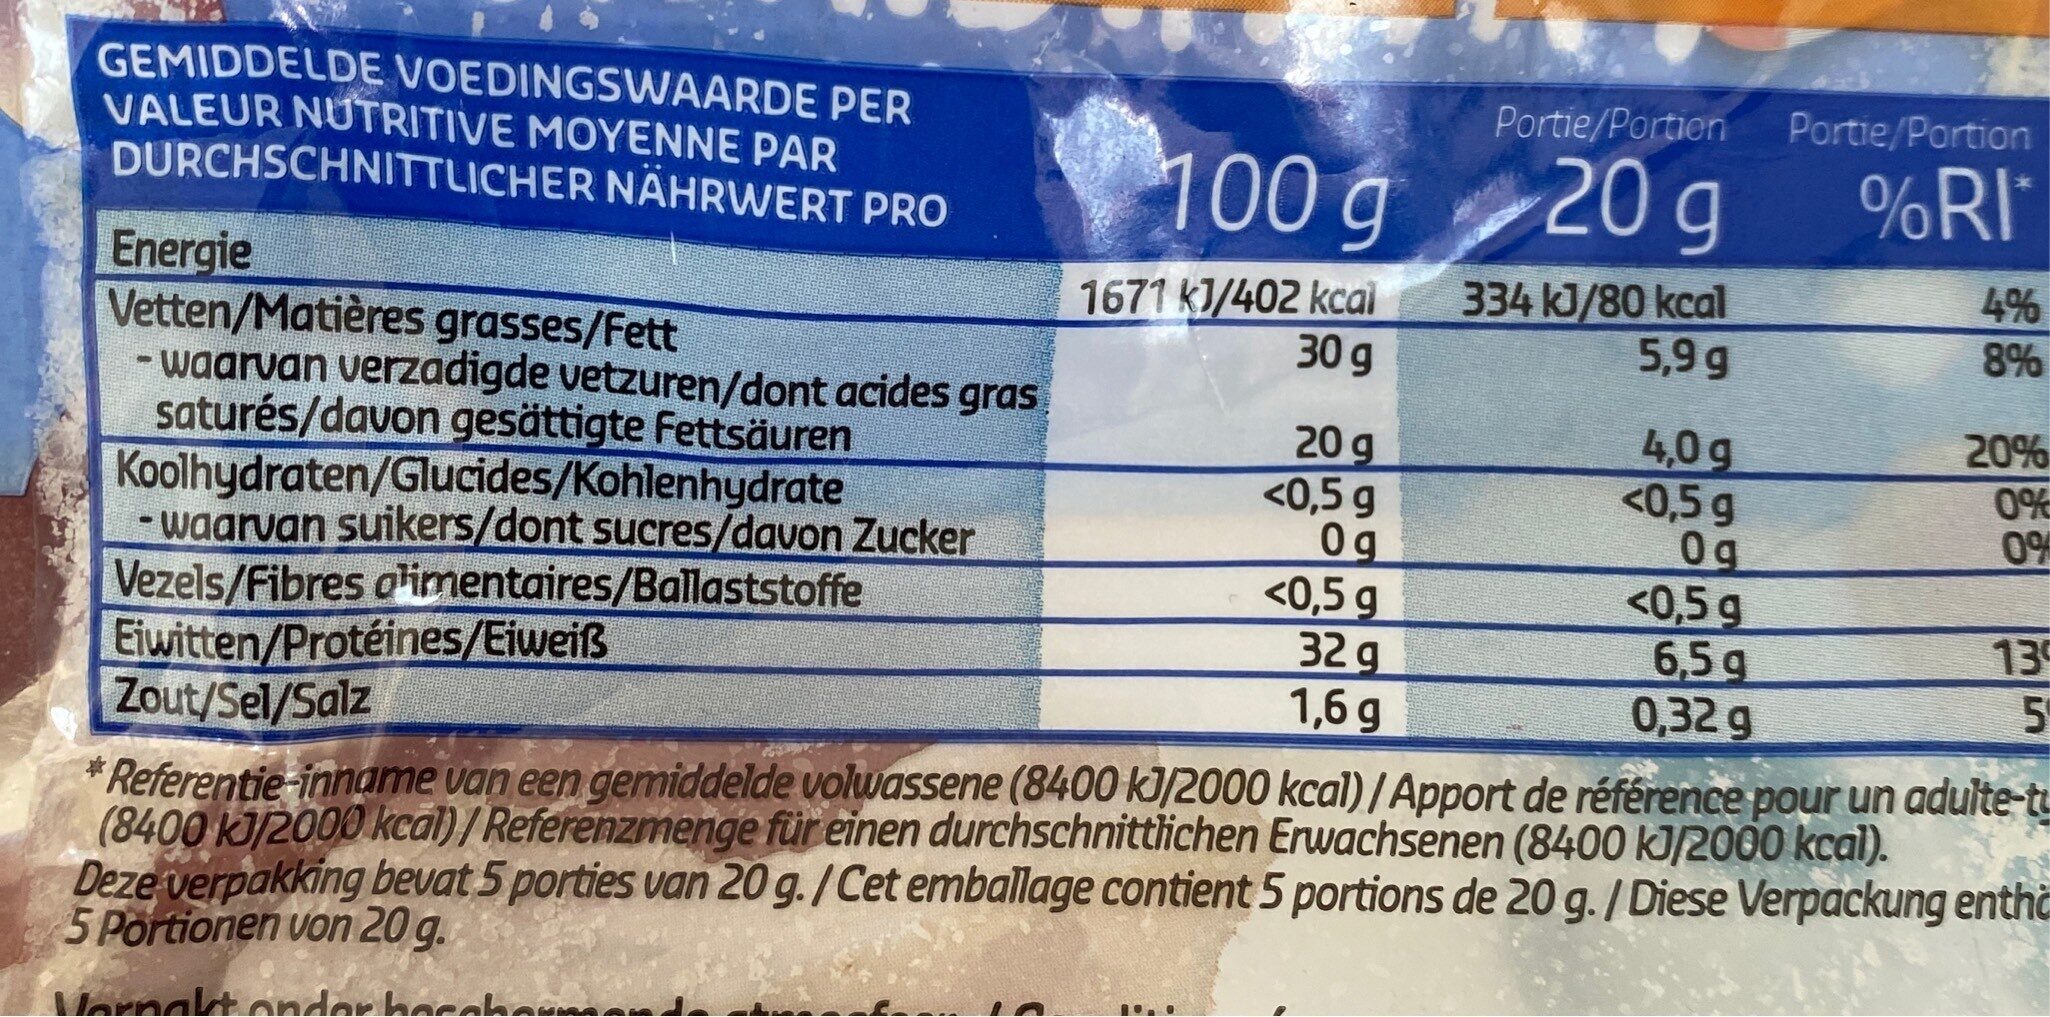 GEMIDDELDE VOEDINGSWAARDE PER
VALEUR NUTRITIVE MOYENNE PAR
DURCHSCHNITTLICHER NÄHRWERT PRO
100 g
Portie/Portion
20 g
Portie/Portion
%RI*
Energie 1671 kJ/402 kcal 334 kJ/80 kcal 4%
Vetten/Matières grasses/Fett 30 g 5,9 g 8%
- waarvan verzadigde vetzuren/dont acides gras
saturés/davon gesättigte Fettsäuren 20 g 4,0 g 20%
Koolhydraten/Glucides/Kohlenhydrate <0,5 g <0,5 g 0%
- waarvan suikers/dont sucres/davon Zucker 0 g 0 g 0%
Vezels/Fibres alimentaires/Ballaststoffe <0,5 g <0,5 g
Eiwitten/Protéines/Eiweiß 32 g 6,5 g 13%
Zout/Sel/Salz 1,6 g 0,32 g 5
* Referentie-inname van een gemiddelde volwassene (8400 kJ/2000 kcal) / Apport de référence pour un adulte-ty
(8400 kJ/2000 kcal) / Referenzmenge für einen durchschnittlichen Erwachsenen (8400 kJ/2000 kcal).
Deze verpakking bevat 5 porties van 20 g. / Cet emballage contient 5 portions de 20 g. / Diese Verpackung enthä
5 Portionen von 20 g.
Verpakt onder beschermende